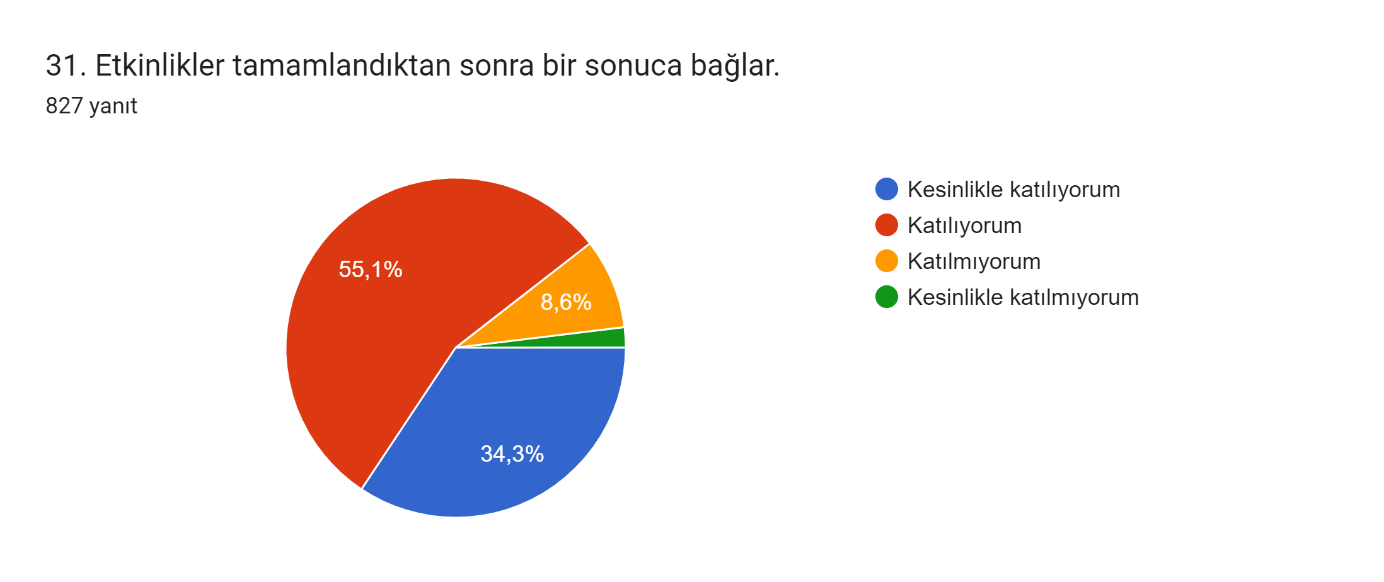 31. Etkinlikler tamamlandıktan sonra bir sonuca bağlar.
827 yanıt
Kesinlikle katılıyorum
Katılıyorum
Katılmıyorum
Kesinlikle katılmıyorum
55,1%
8,6%
34,3%